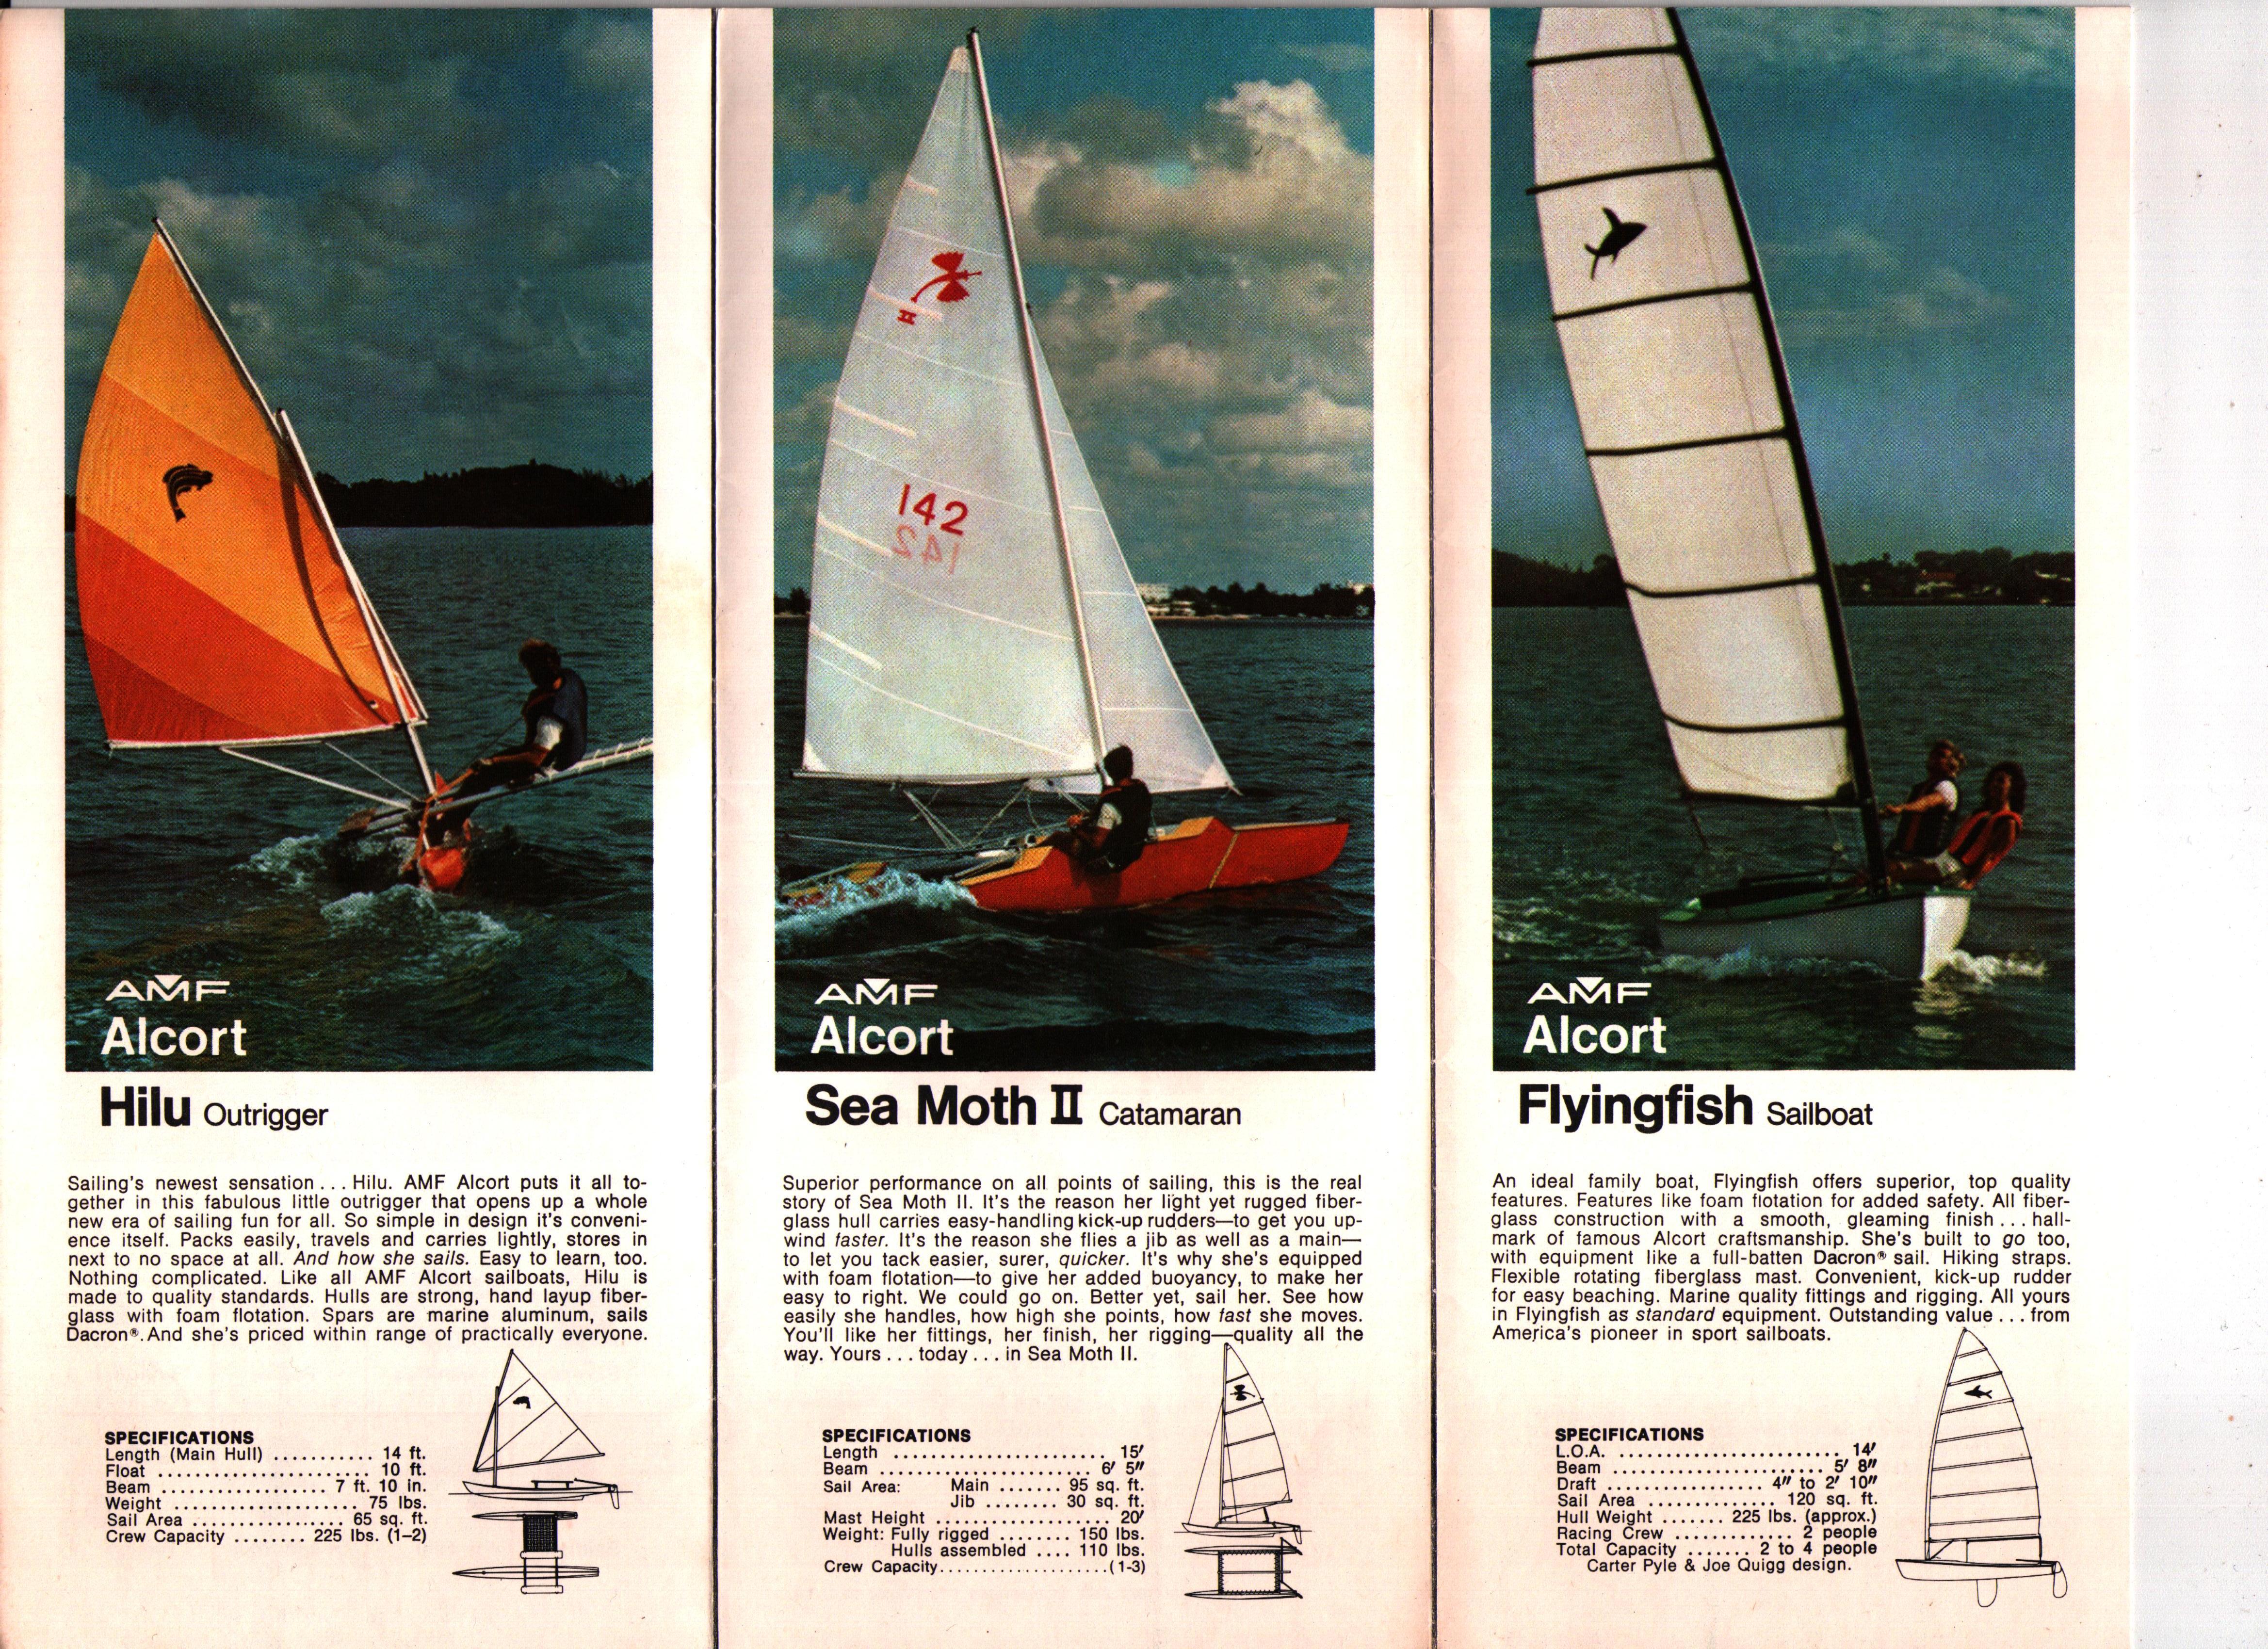 AMF
Alcort
Hilu Outrigger
Sailing's newest sensation... Hilu. AMF Alcort puts it all to-
gether in this fabulous little outrigger that opens up a whole
new era of sailing fun for all. So simple in design it's conveni-
ence itself. Packs easily, travels and carries lightly, stores in
next to no space at all. And how she sails. Easy to learn, too.
Nothing complicated. Like all AMF Alcort sailboats, Hilu is
made to quality standards. Hulls are strong, hand layup fiber-
glass with foam flotation. Spars are marine aluminum, sails
Dacron®. And she's priced within range of practically everyone.
SPECIFICATIONS
Length (Main Hull) ........... 14 ft.
Float ....................... 10 ft.
Beam ................. 7 ft. 10 in.
Weight .................... 75 lbs.
Sail Area ................ 65 sq. ft.
Crew Capacity ........ 225 lbs. (1–2)
II
142
142
AMF
Alcort
Sea Moth II Catamaran
Superior performance on all points of sailing, this is the real
story of Sea Moth II. It's the reason her light yet rugged fiber-
glass hull carries easy-handling kick-up rudders—to get you up-
wind faster. It's the reason she flies a jib as well as a main—
to let you tack easier, surer, quicker. It's why she's equipped
with foam flotation—to give her added buoyancy, to make her
easy to right. We could go on. Better yet, sail her. See how
easily she handles, how high she points, how fast she moves.
You'll like her fittings, her finish, her rigging—quality all the
way. Yours... today... in Sea Moth II.
SPECIFICATIONS
Length ....................... 15′
Beam ....................... 6′ 5″
Sail Area: Main ....... 95 sq. ft.
Jib ........ 30 sq. ft.
Mast Height ..................... 20′
Weight: Fully rigged ........ 150 lbs.
Hulls assembled .... 110 lbs.
Crew Capacity....................(1-3)
AMF
Alcort
Flyingfish Sailboat
An ideal family boat, Flyingfish offers superior, top quality
features. Features like foam flotation for added safety. All fiber-
glass construction with a smooth, gleaming finish... hall-
mark of famous Alcort craftsmanship. She's built to go too,
with equipment like a full-batten Dacron® sail. Hiking straps.
Flexible rotating fiberglass mast. Convenient, kick-up rudder
for easy beaching. Marine quality fittings and rigging. All yours
in Flyingfish as standard equipment. Outstanding value... from
America's pioneer in sport sailboats.
SPECIFICATIONS
L.O.A. ........................ 14′
Beam ....................... 5′ 8″
Draft ................. 4″ to 2′ 10″
Sail Area .............. 120 sq. ft.
Hull Weight ....... 225 lbs. (approx.)
Racing Crew ............. 2 people
Total Capacity ....... 2 to 4 people
Carter Pyle & Joe Quigg design.